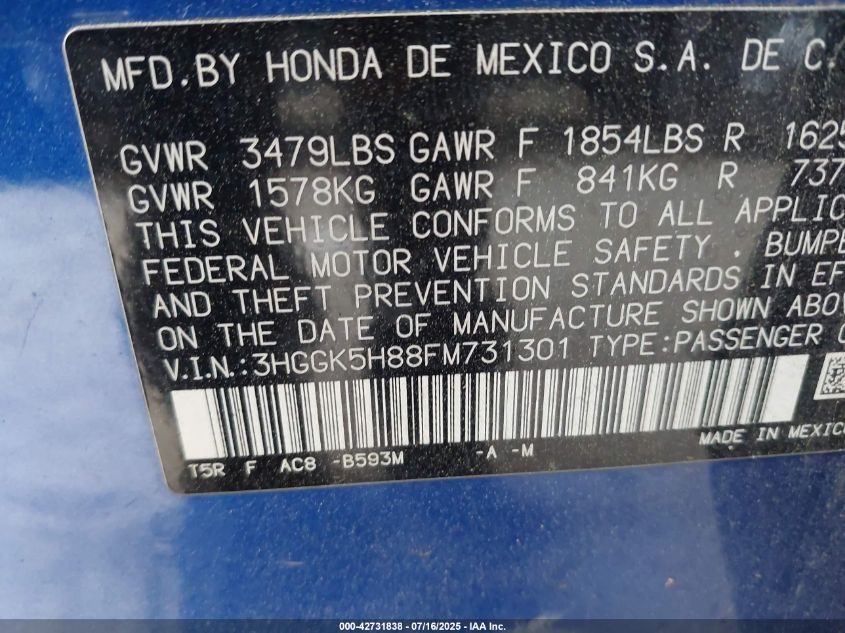 MFD.BY HONDA DE MEXICO S.A. DE C.
GVWR 3479LBS GAWR F 1854LBS R 1625
GVWR 1578KG GAWR F 841KG R 737
THIS VEHICLE CONFORMS TO ALL APPLIC
FEDERAL MOTOR VEHICLE SAFETY , BUMPE
AND THEFT PREVENTION STANDARDS IN EF
ON THE DATE OF MANUFACTURE SHOWN ABOV
V.I.N.:3HGGK5H88FM731301 TYPE:PASSENGER C
T5R F AC8 -B593M -A -M MADE IN MEXICO
000-42731838 - 07/16/2025 - IAA Inc.